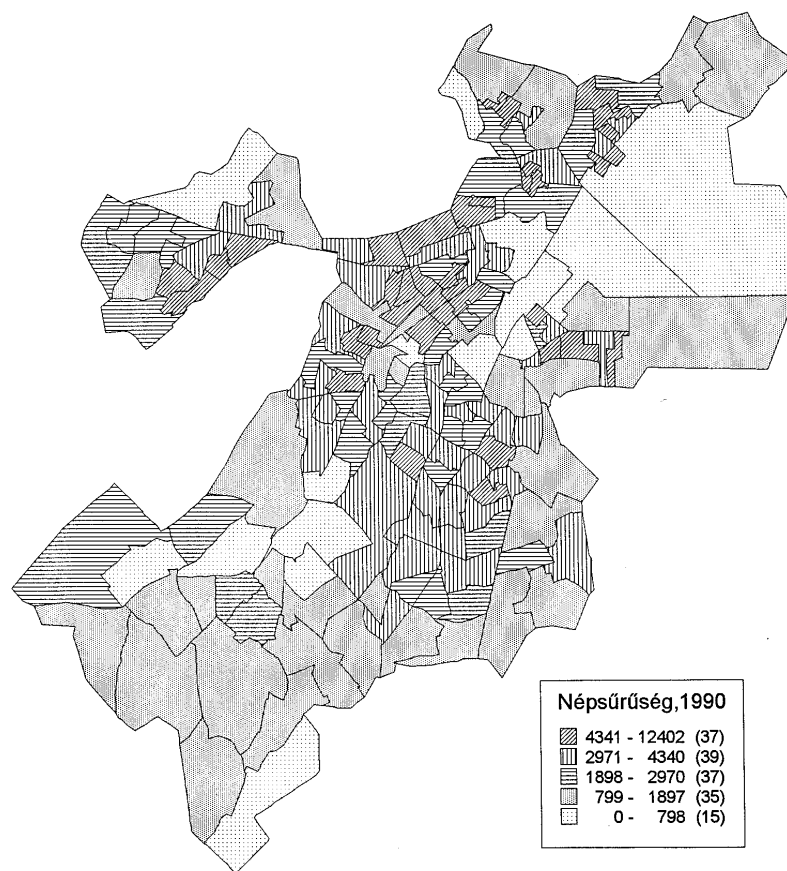 Népsűrűség,1990
4341 - 12402 (37)
2971 - 4340 (39)
1898 - 2970 (37)
799 - 1897 (35)
0 - 798 (15)